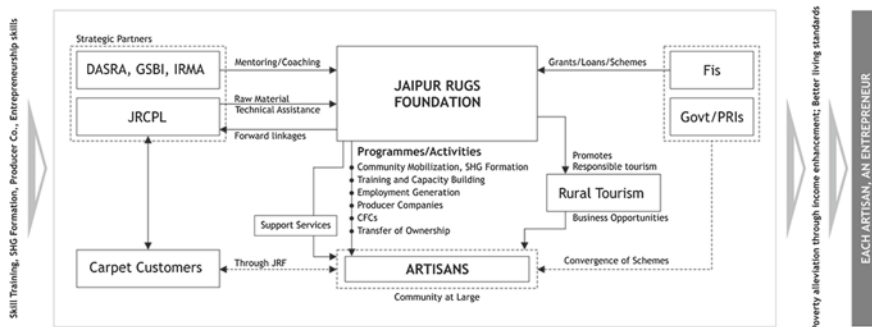 Skill Training, SHG Formation, Producer Co., Entrepreneurship skills
Strategic Partners
DASRA, GSBI, IRMA
Mentoring/Coaching
JRCPL
Raw Material
Technical Assistance
Forward linkages
JAIPUR RUGS
FOUNDATION
Grants/Loans/Schemes
Fis
Govt/PRIs
Programmes/Activities
Community Mobilization, SHG Formation
Training and Capacity Building
Employment Generation
Producer Companies
CFCs
Transfer of Ownership
Promotes
Responsible tourism
Rural Tourism
Business Opportunities
Support Services
Carpet Customers
Through JRF
ARTISANS
Convergence of Schemes
Community at Large
Poverty alleviation through income enhancement; Better living standards
EACH ARTISAN, AN ENTREPRENEUR